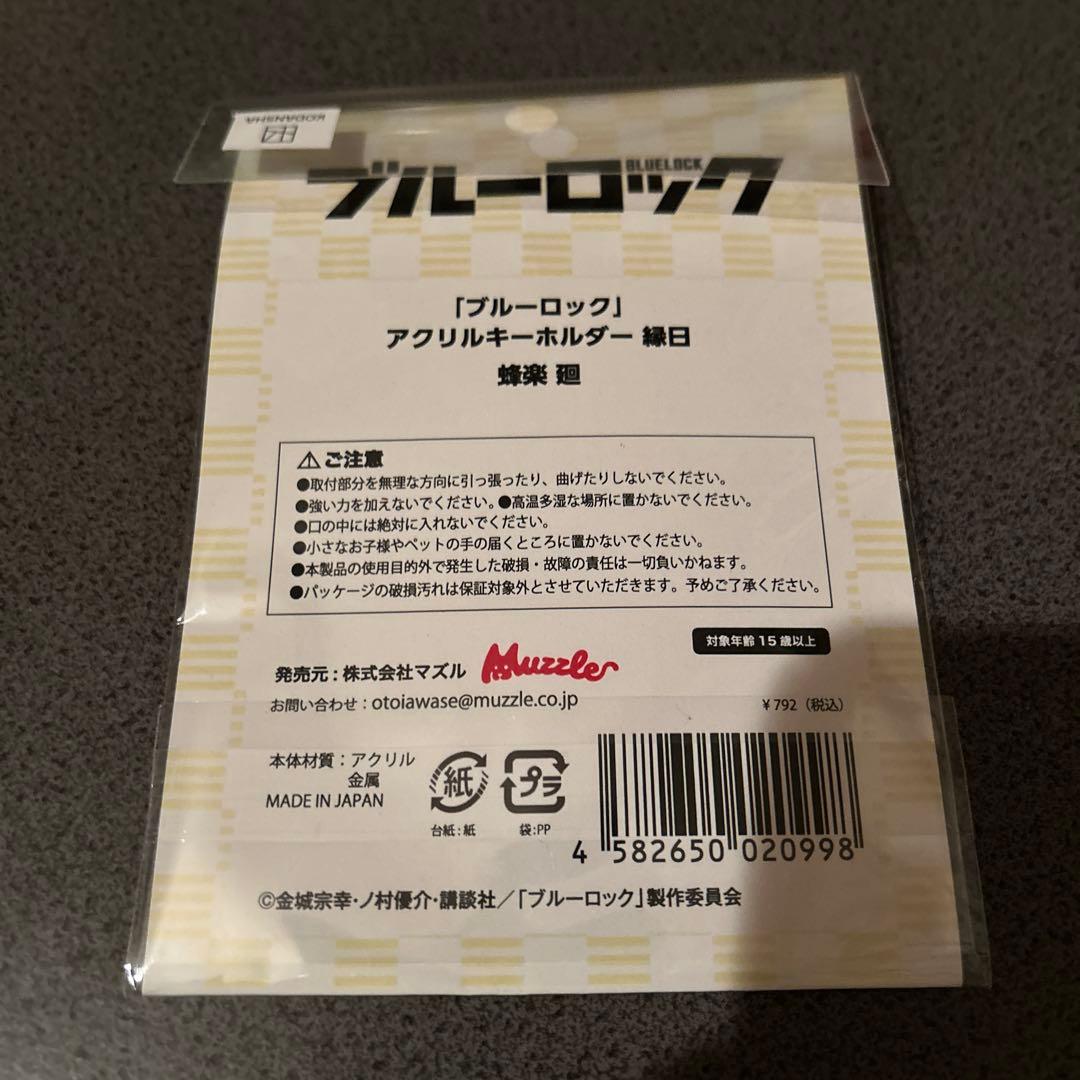 KODANSHA
BLUELOCK
ブルーロック
「ブルーロック」
アクリルキーホルダー 縁日
蜂楽 廻
⚠ご注意
●取付部分を無理な方向に引っ張ったり、曲げたりしないでください。
●強い力を加えないでください。●高温多湿な場所に置かないでください。
●口の中には絶対に入れないでください。
●小さなお子様やペットの手の届くところに置かないでください。
●本製品の使用目的外で発生した破損・故障の責任は一切負いかねます。
●パッケージの破損汚れは保証対象外とさせていただきます。予めご了承ください。
対象年齢 15 歳以上
発売元:株式会社マズル Muzzle
お問い合わせ:otoiawase@muzzle.co.jp
¥792(税込)
本体材質:アクリル
金属
MADE IN JAPAN
紙
プラ
台紙:紙
袋:PP
4 582650 020998
©金城宗幸・ノ村優介・講談社/「ブルーロック」製作委員会